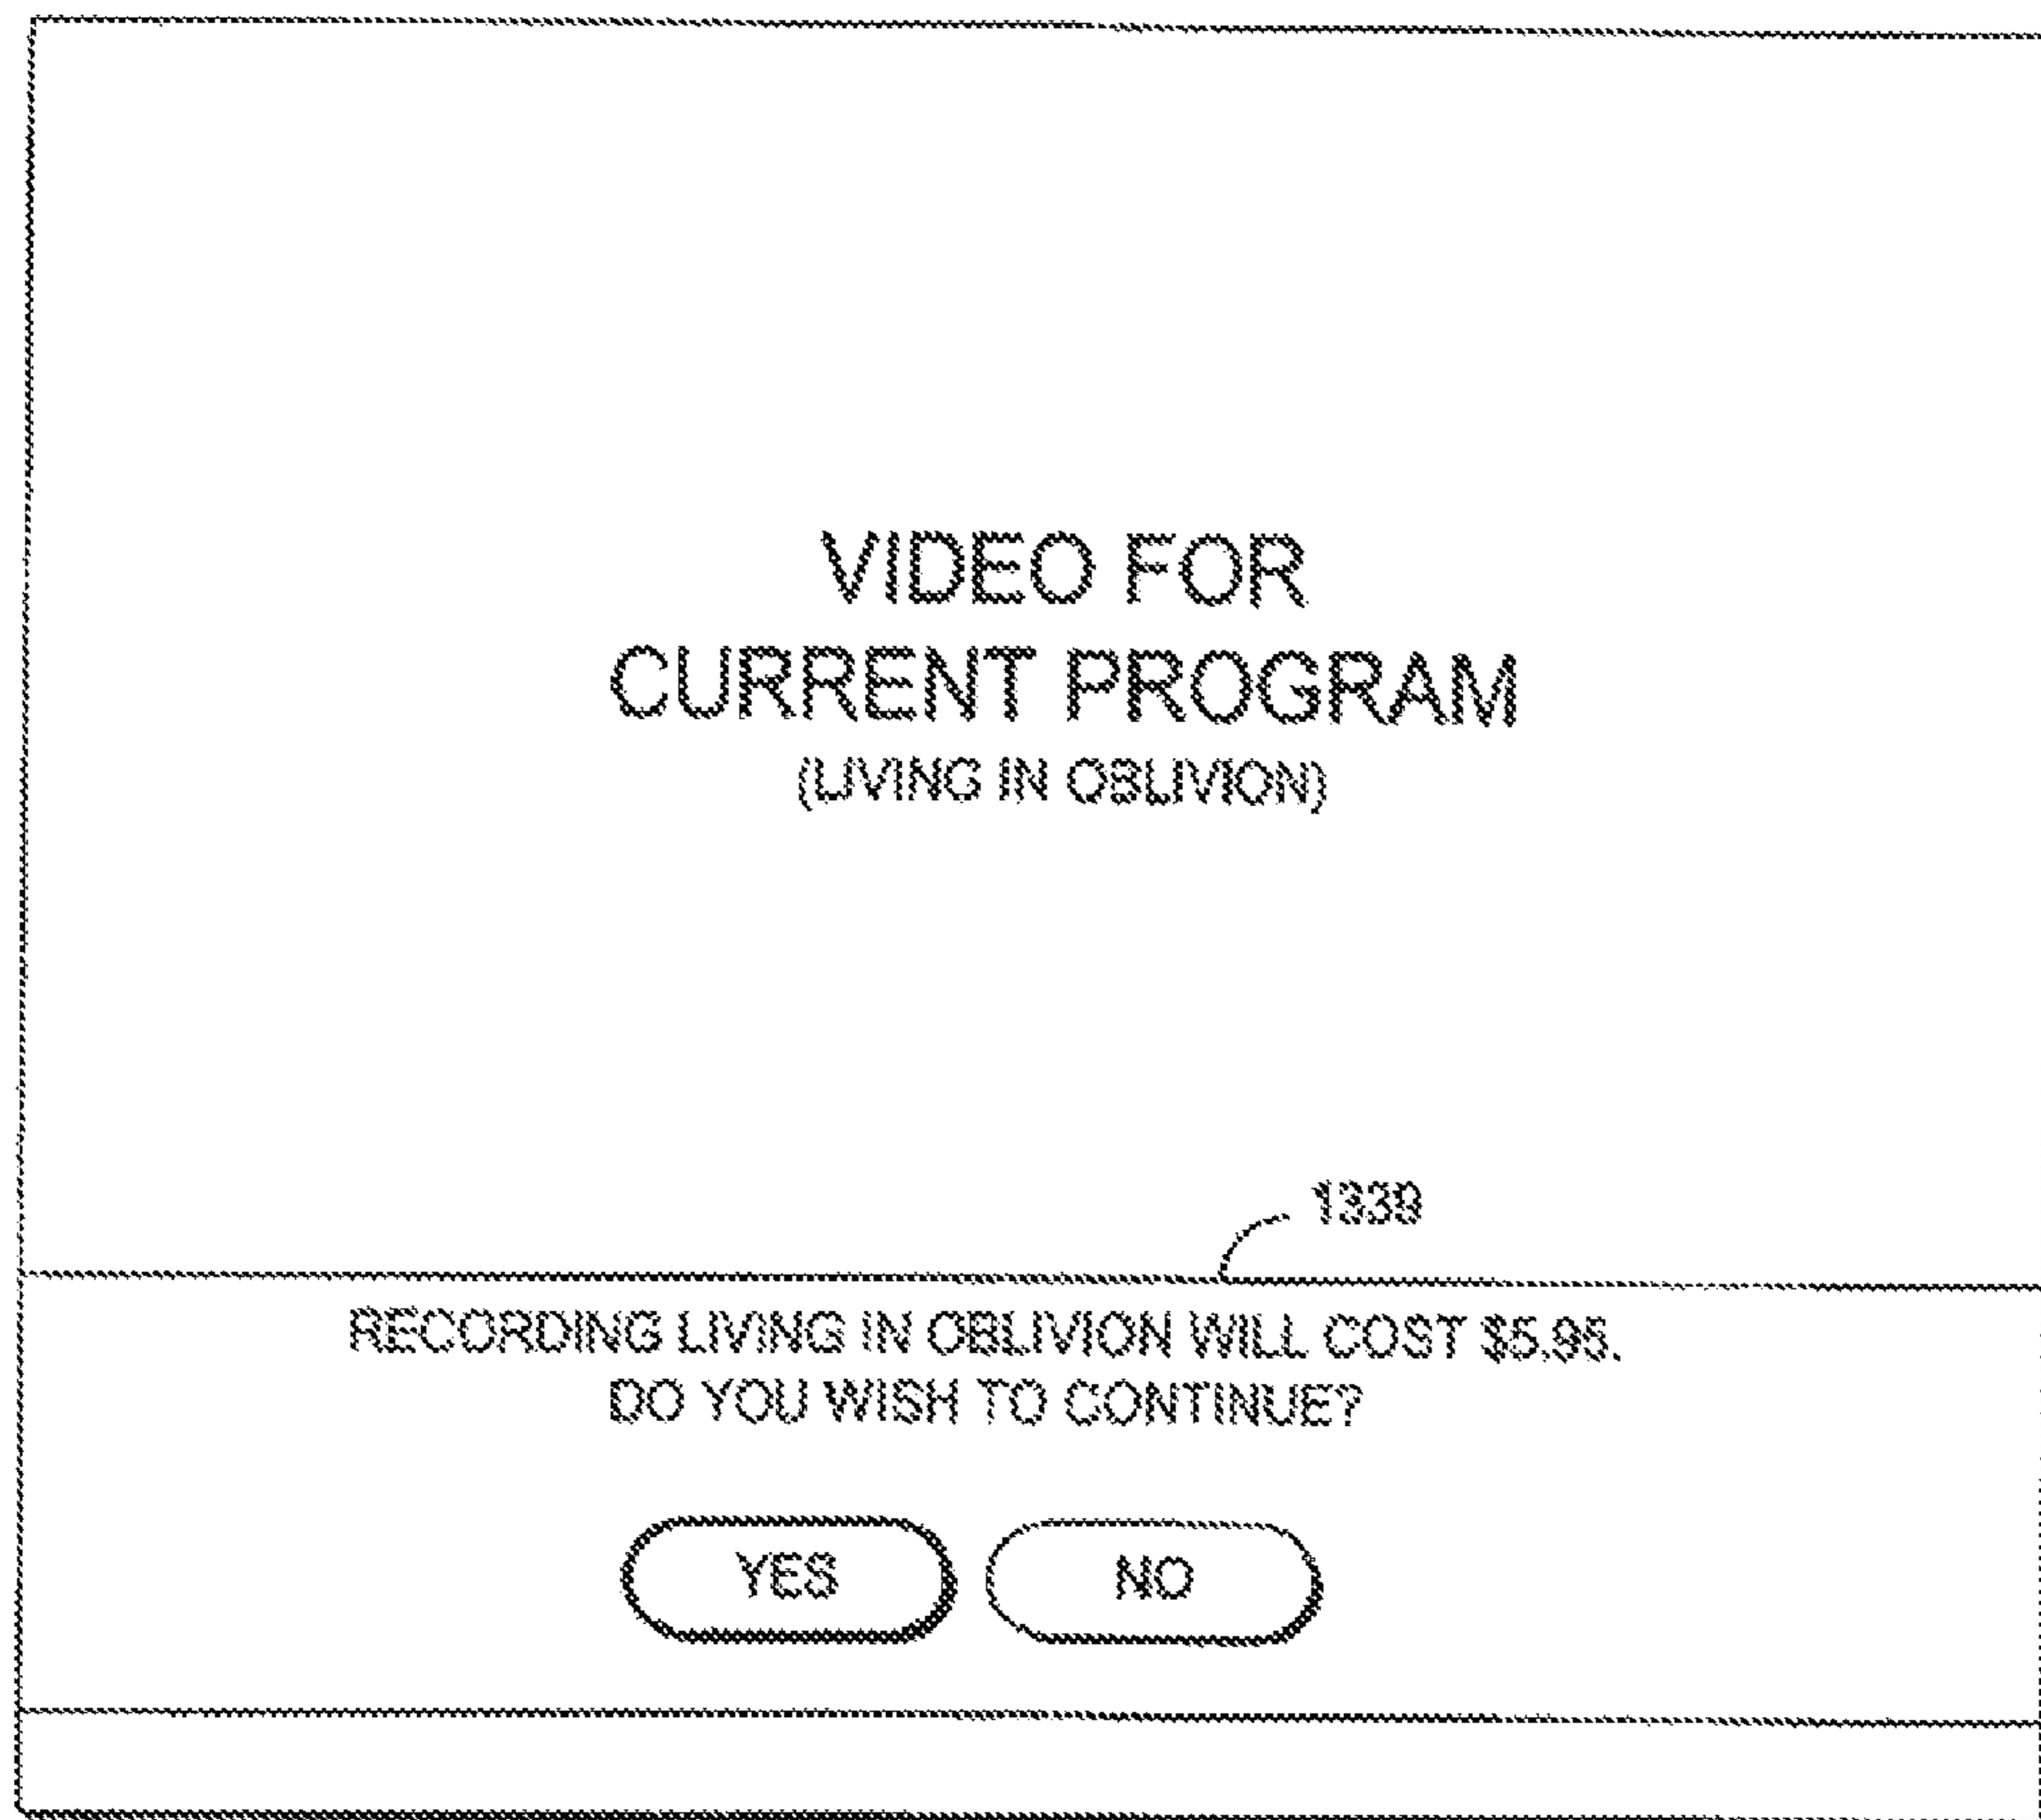 VIDEO FOR
CURRENT PROGRAM
(LIVING IN OBLIVION)
1339
RECORDING LIVING IN OBLIVION WILL COST $5.95.
DO YOU WISH TO CONTINUE?
YES NO